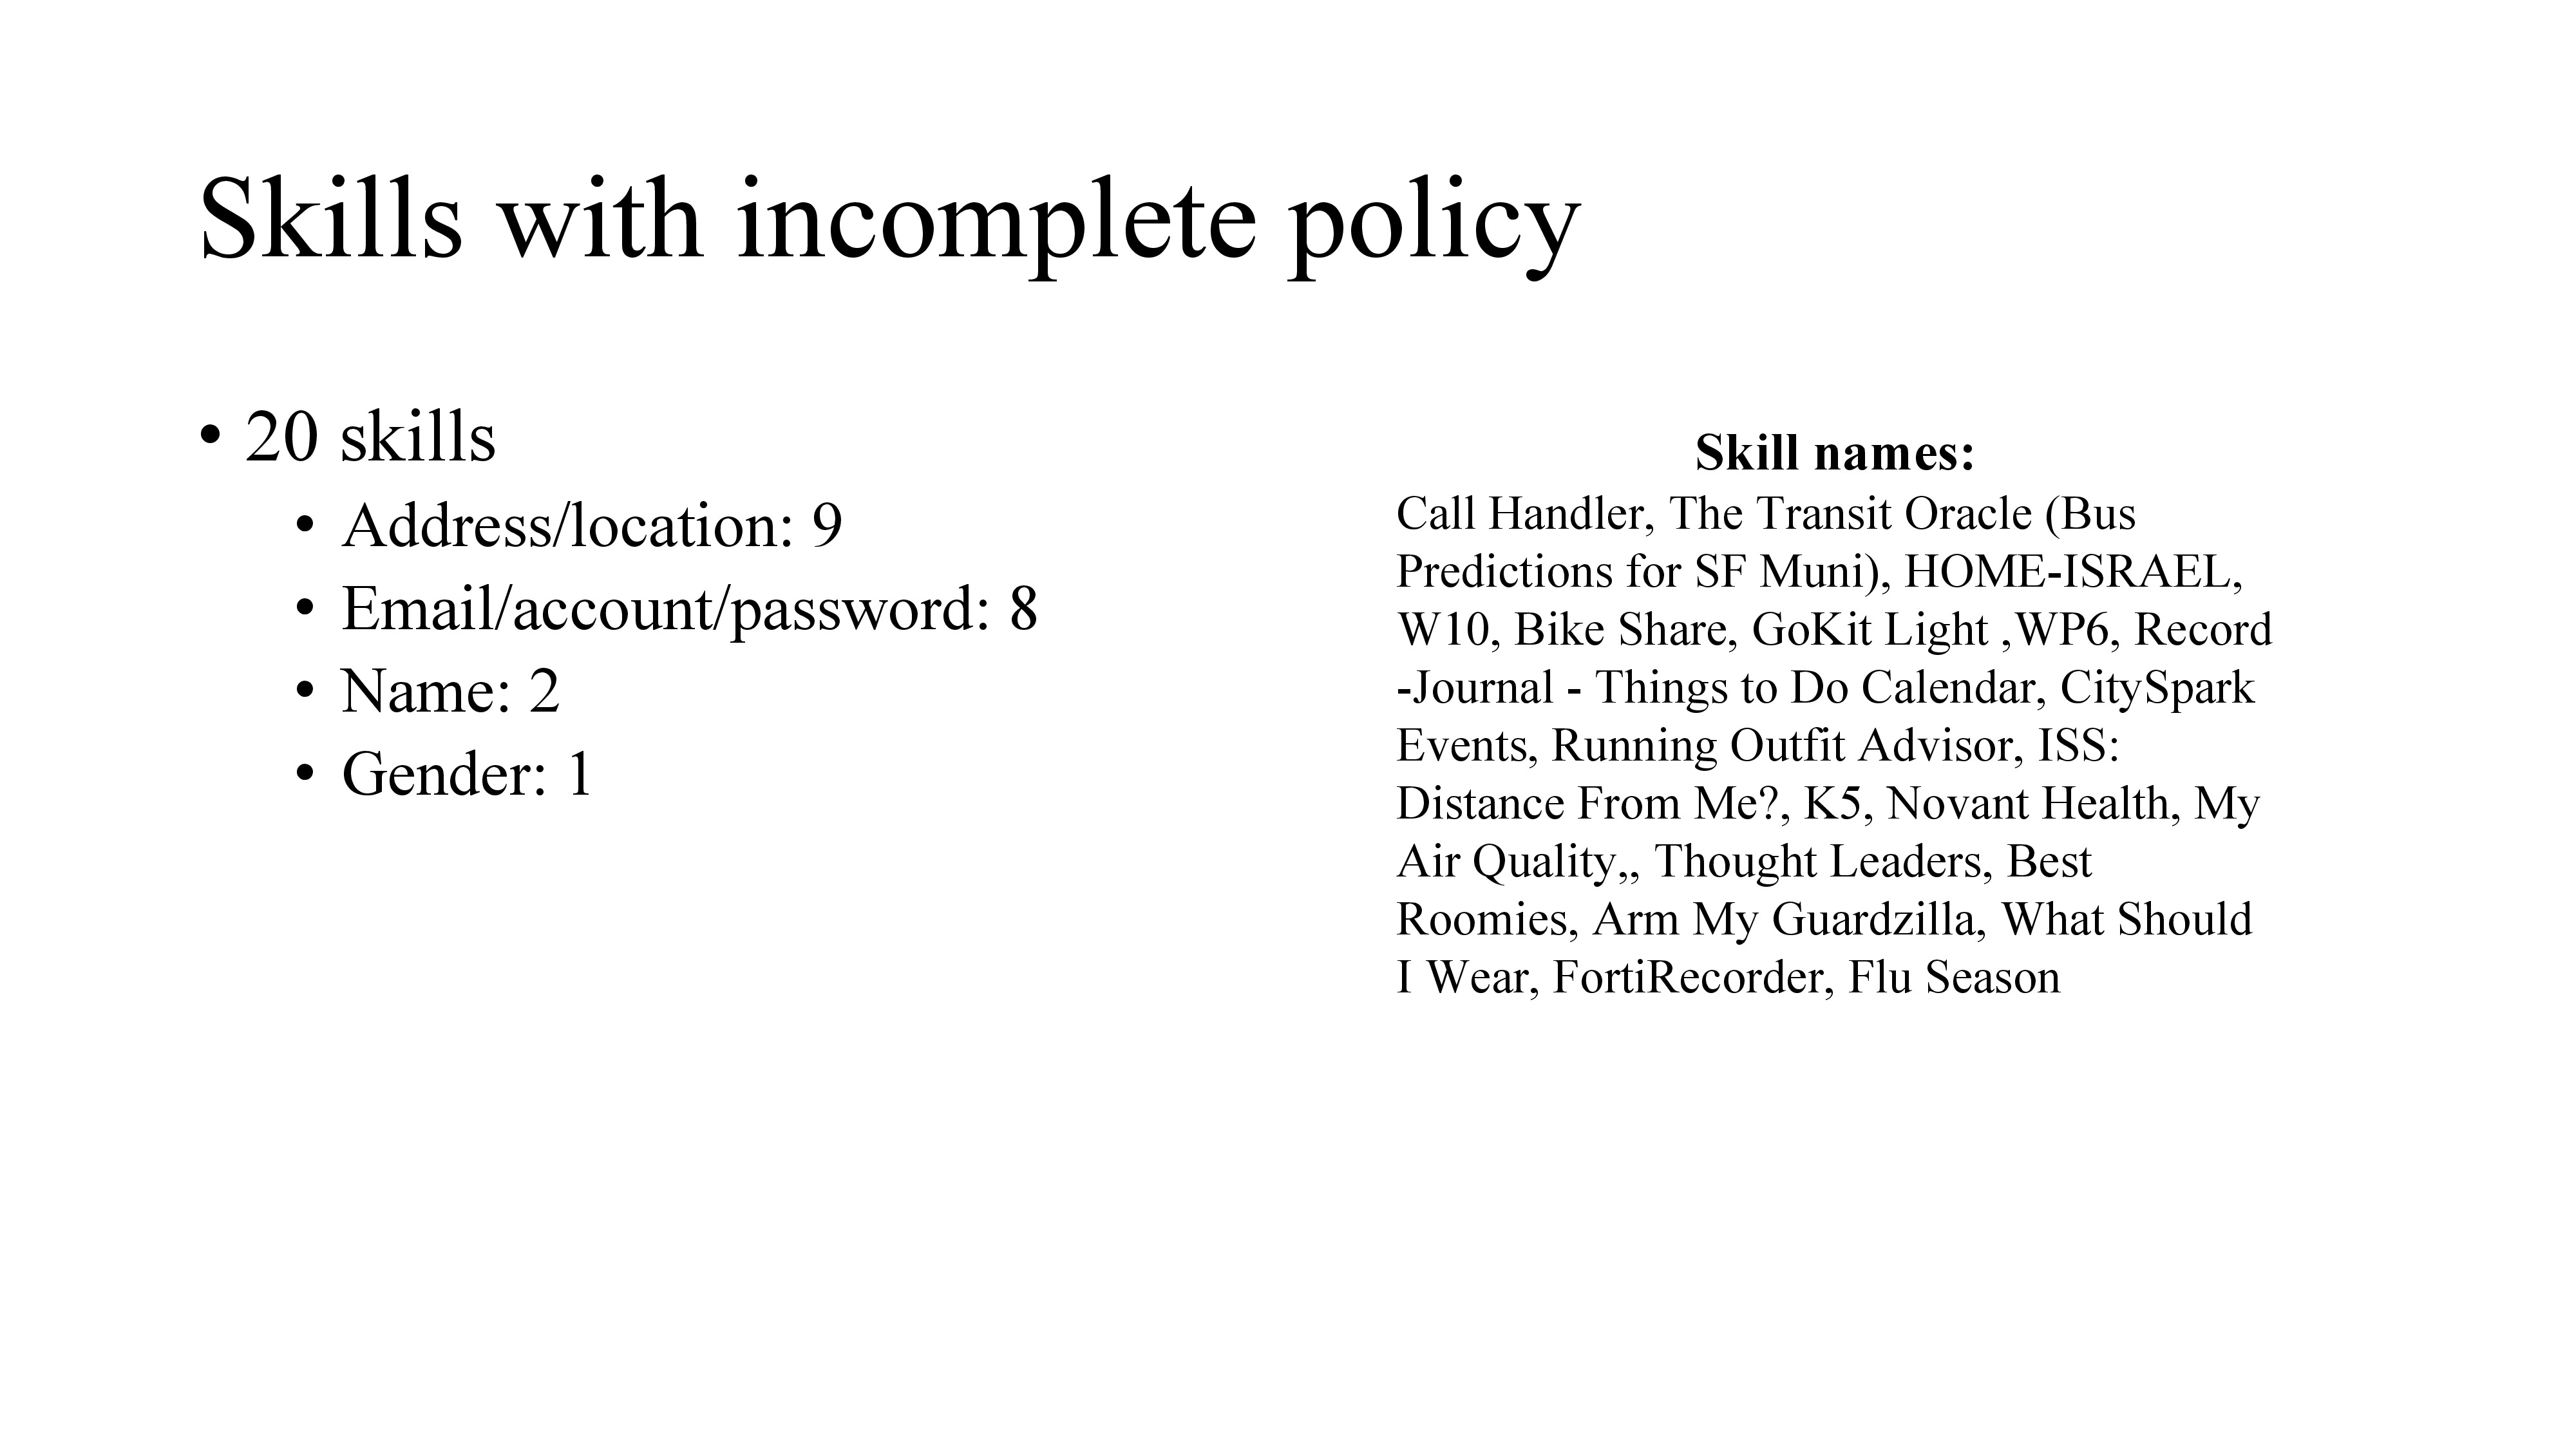 Skills with incomplete policy
• 20 skills
• Address/location: 9
• Email/account/password: 8
• Name: 2
• Gender: 1
Skill names:
Call Handler, The Transit Oracle (Bus
Predictions for SF Muni), HOME-ISRAEL,
W10, Bike Share, GoKit Light ,WP6, Record
-Journal - Things to Do Calendar, CitySpark
Events, Running Outfit Advisor, ISS:
Distance From Me?, K5, Novant Health, My
Air Quality,, Thought Leaders, Best
Roomies, Arm My Guardzilla, What Should
I Wear, FortiRecorder, Flu Season